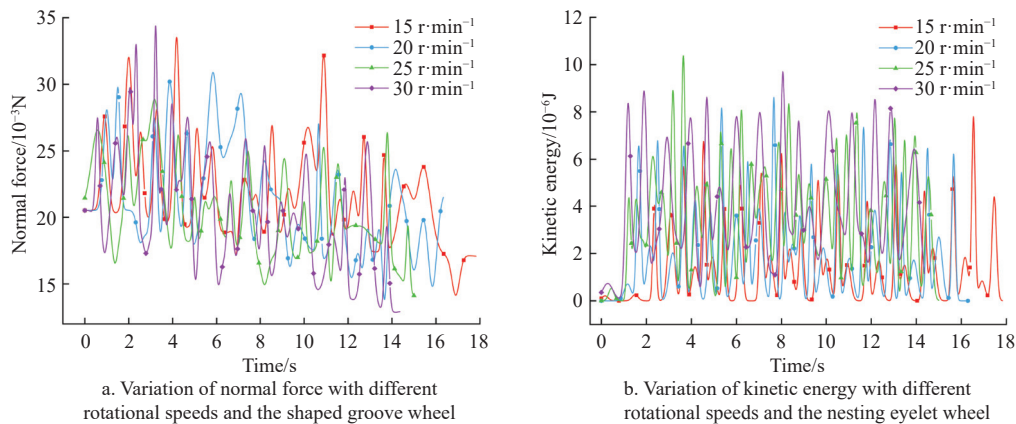 35
30
25
20
15
Normal force/10⁻³N
15 r·min⁻¹
20 r·min⁻¹
25 r·min⁻¹
30 r·min⁻¹
0 2 4 6 8 10 12 14 16 18
Time/s
a. Variation of normal force with different
rotational speeds and the shaped groove wheel
12
10
8
6
4
2
0
Kinetic energy/10⁻⁶J
15 r·min⁻¹
20 r·min⁻¹
25 r·min⁻¹
30 r·min⁻¹
0 2 4 6 8 10 12 14 16 18
Time/s
b. Variation of kinetic energy with different
rotational speeds and the nesting eyelet wheel